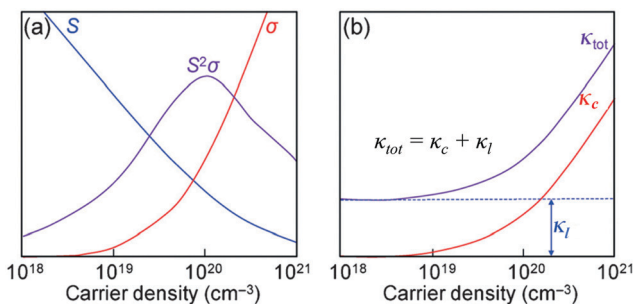 (a)
S
σ
S²σ
10¹⁸ 10¹⁹ 10²⁰ 10²¹
Carrier density (cm⁻³)
(b)
κtot
κc
κtot = κc + κl
κl
10¹⁸ 10¹⁹ 10²⁰ 10²¹
Carrier density (cm⁻³)